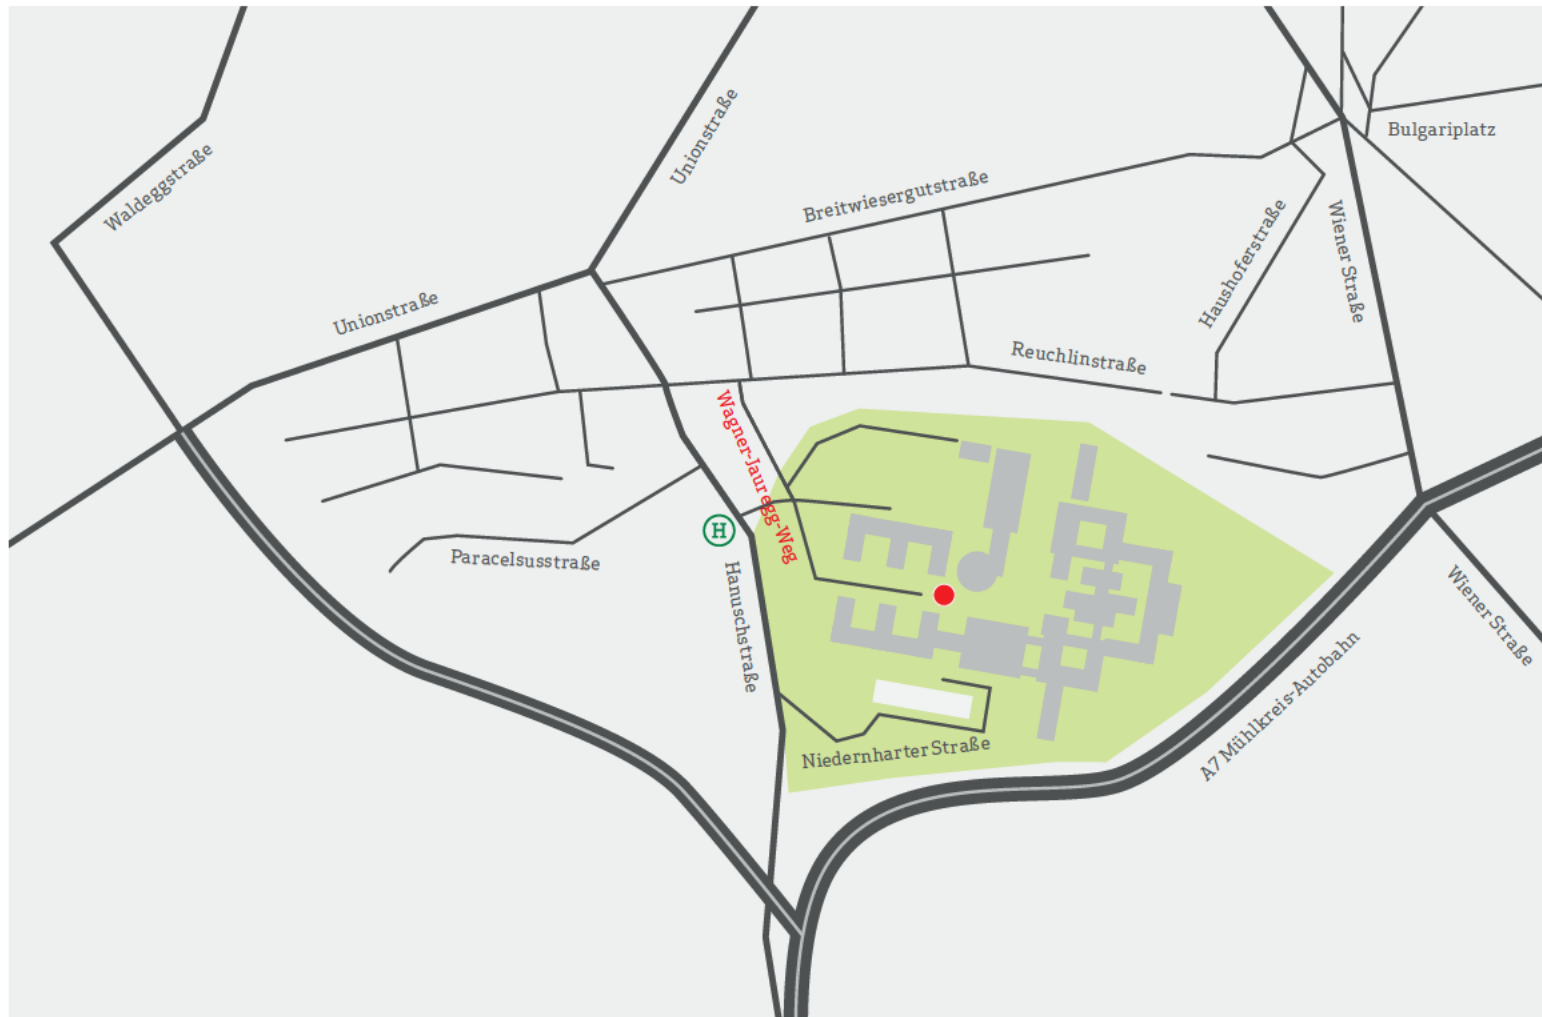 Unionstraße
Bulgariplatz
Waldeggstraße
Breitwiesergutstraße
Haushoferstraße
Wiener Straße
Unionstraße
Reuchlinstraße
Wagner-Jauregg-Weg
H
Paracelsusstraße
Hanuschstraße
Wiener Straße
A7 Mühlkreis-Autobahn
Niedernharter Straße